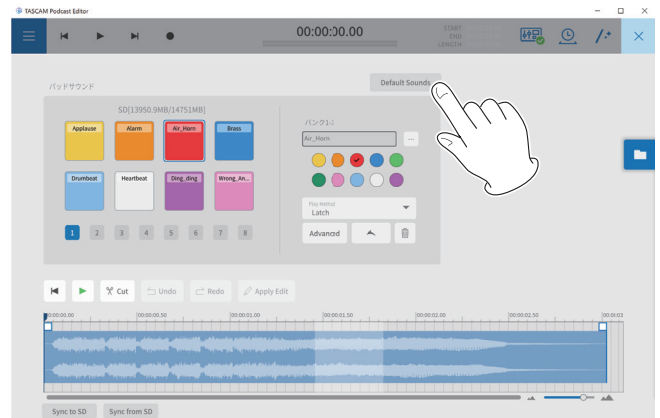 TASCAM Podcast Editor
00:00:00.00
START
END
LENGTH
パッドサウンド
Default Sounds
SD[13950.9MB/14751MB]
Applause
Alarm
Air_Horn
Brass
Drumbeat
Heartbeat
Ding_ding
Wrong_An...
1 2 3 4 5 6 7 8
バンク1-3
Air_Horn
...
Play Method
Latch
Advanced
Cut
Undo
Redo
Apply Edit
00:00:00.00
00:00:00.50
00:00:01.00
00:00:01.50
00:00:02.00
00:00:02.50
00:00:03
Sync to SD
Sync from SD